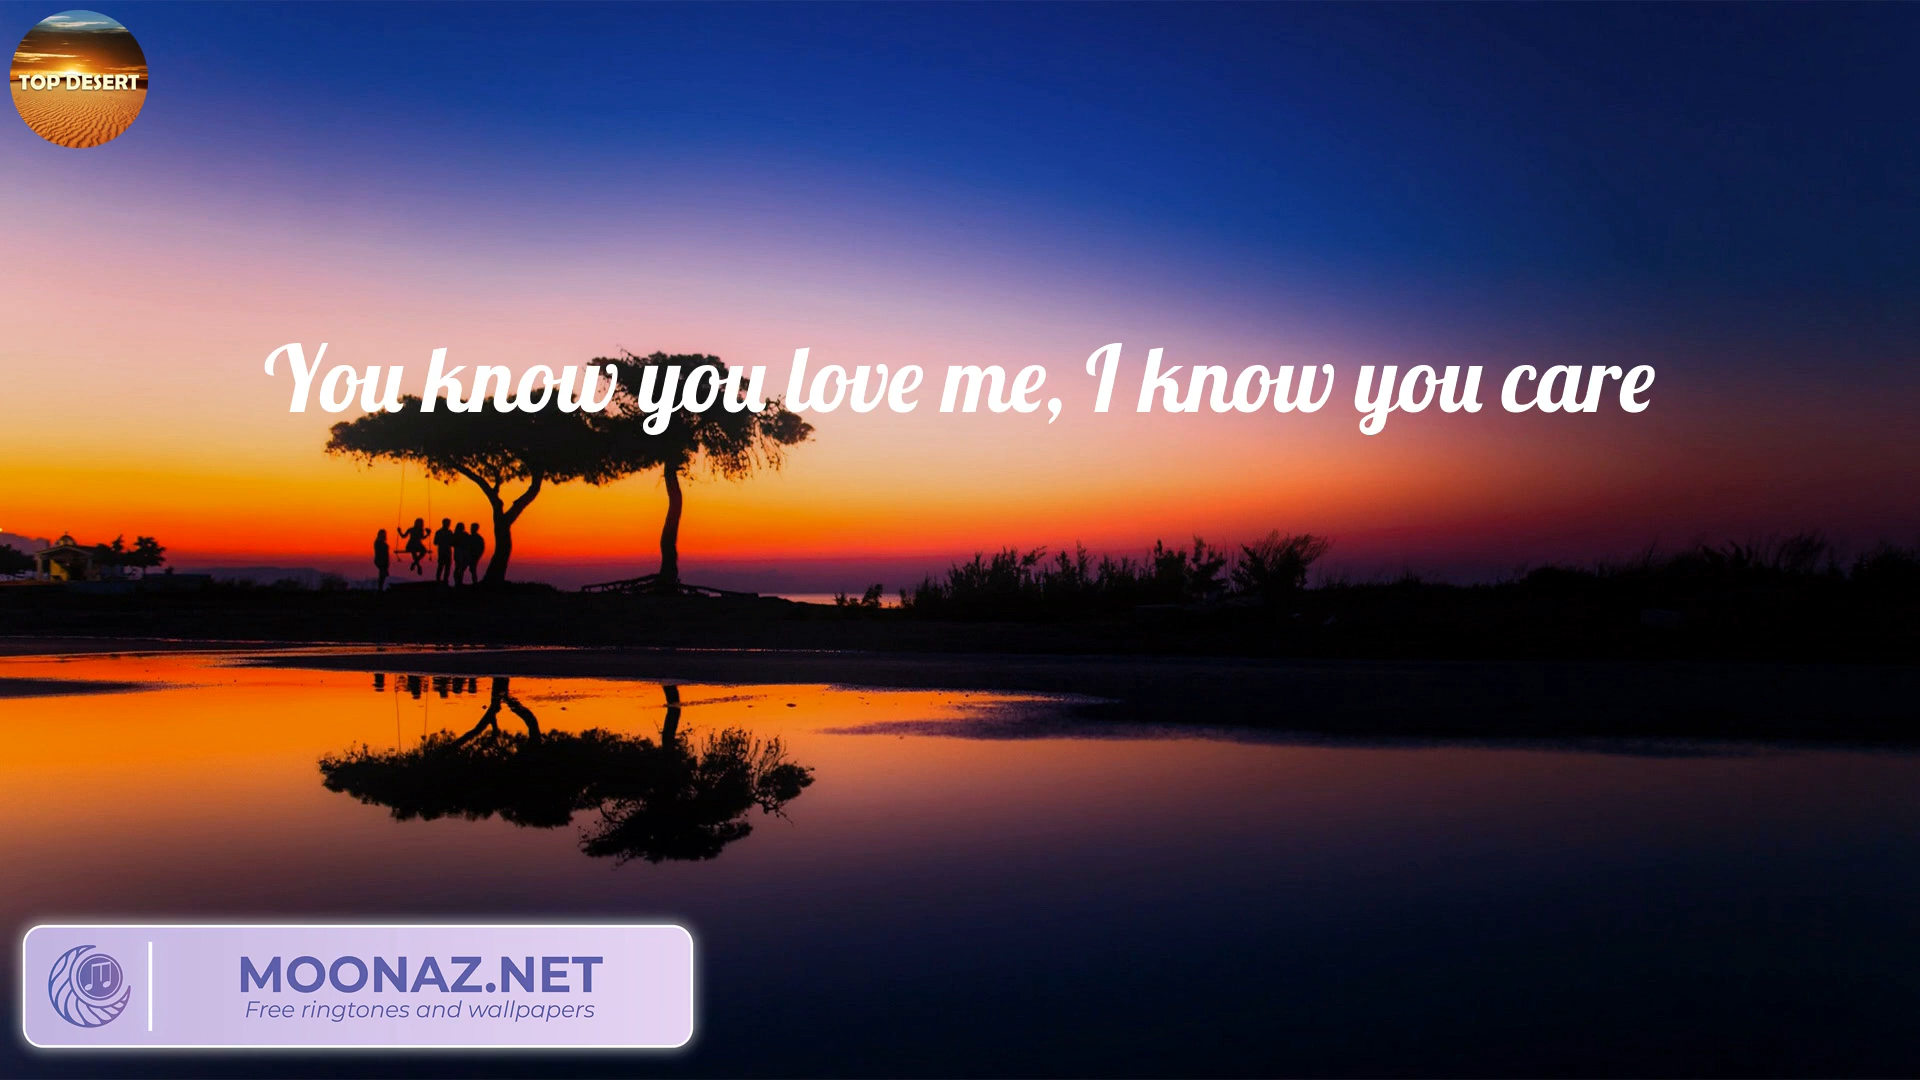 TOP DESERT
You know you love me, I know you care
MOONAZ.NET
Free ringtones and wallpapers